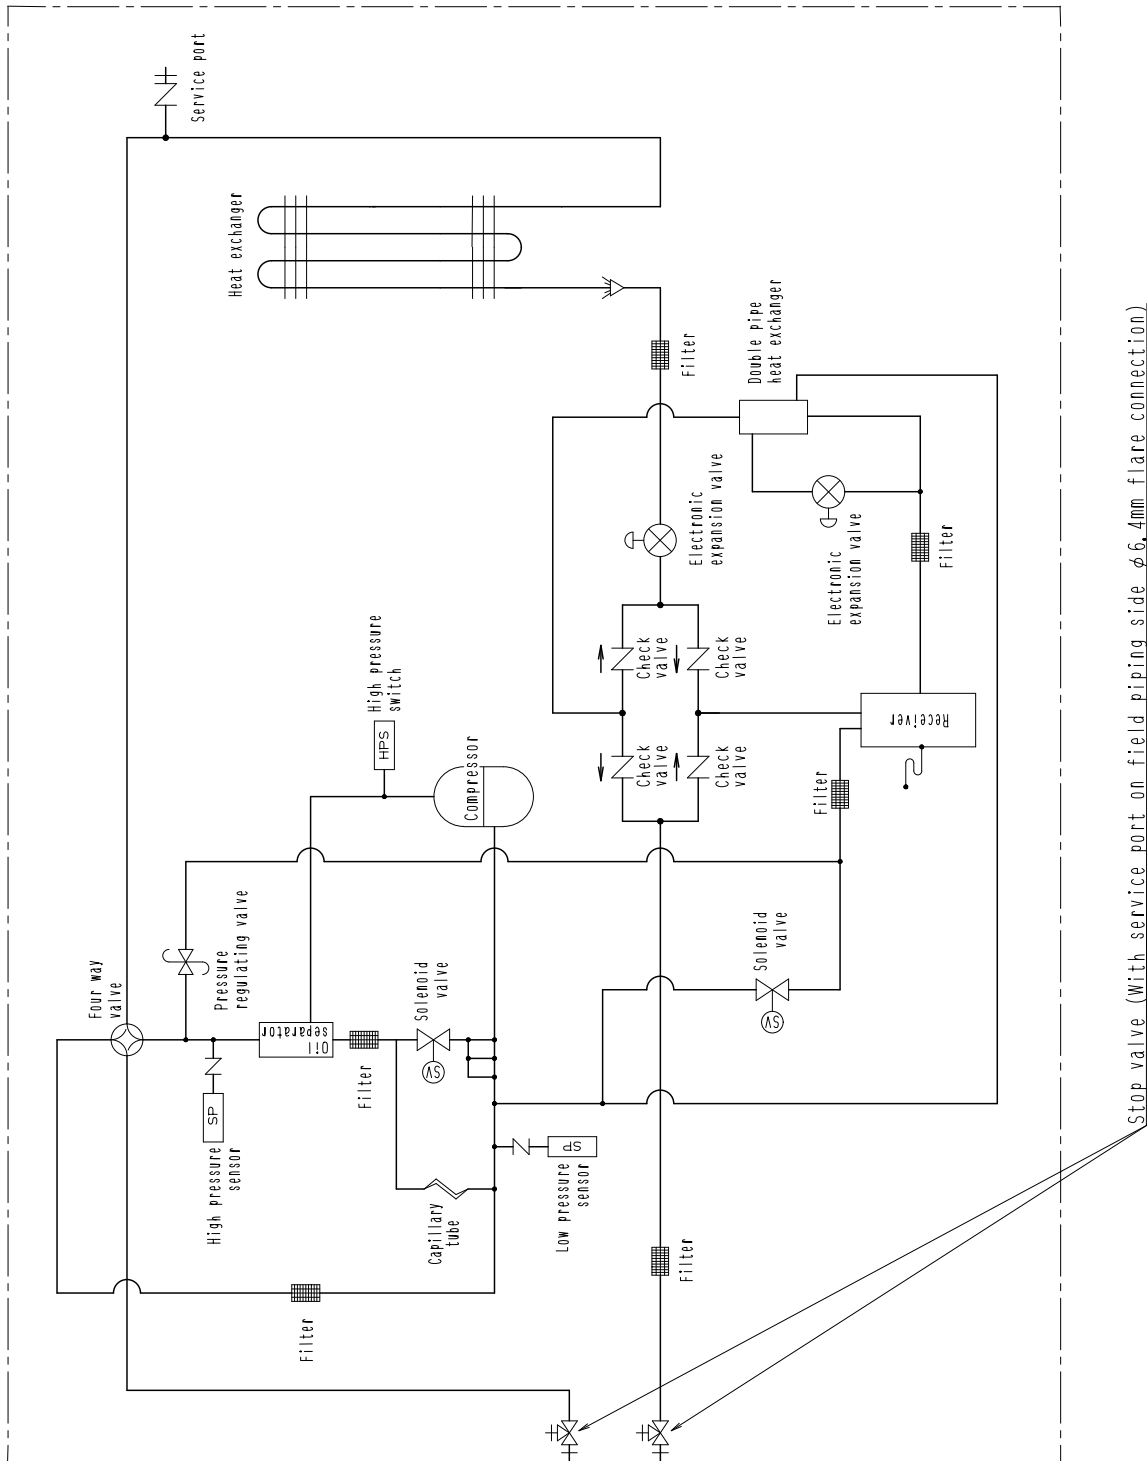 Service port
Heat exchanger
Filter
Double pipe
heat exchanger
Electronic
expansion valve
Electronic
expansion valve
Filter
High pressure
switch
HPS
Compressor
Check
valve
Check
valve
Check
valve
Check
valve
Receiver
Filter
Four way
valve
Pressure
regulating valve
Oil
separator
Solenoid
valve
SV
Filter
Solenoid
valve
SV
SP
High pressure
sensor
SP
Low pressure
sensor
Capillary
tube
Filter
Filter
Stop valve (With service port on field piping side φ6.4mm flare connection)